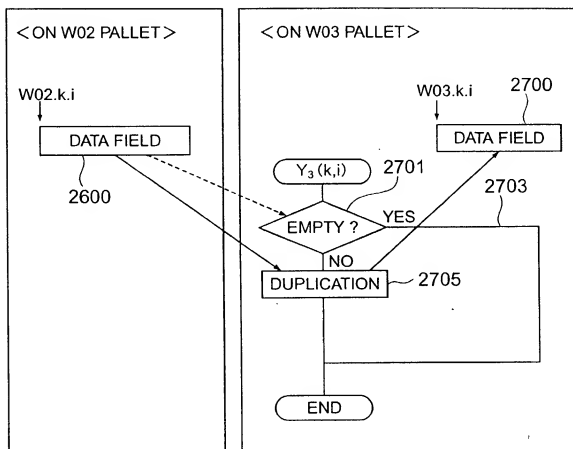 <ON W02 PALLET>
<ON W03 PALLET>
W02.k.i
W03.k.i
2700
DATA FIELD
DATA FIELD
2600
Y3(k,i)
2701
2703
EMPTY ?
YES
NO
DUPLICATION
2705
END